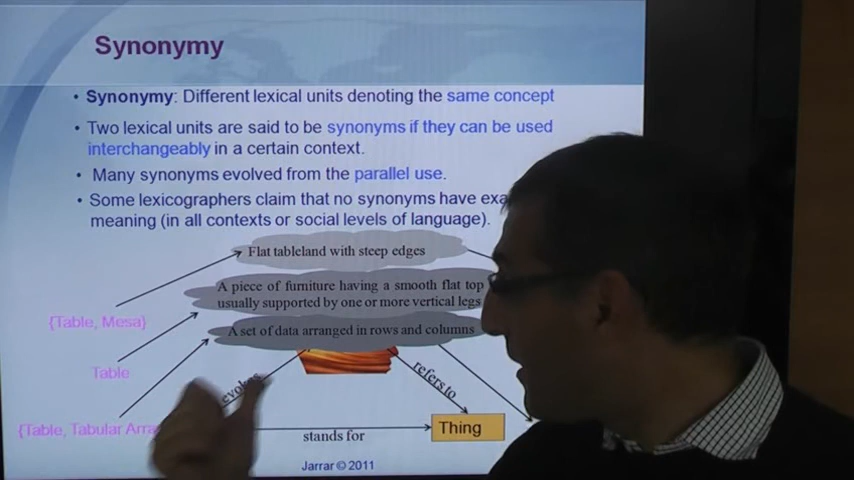 Synonymy
• Synonymy: Different lexical units denoting the same concept
• Two lexical units are said to be synonyms if they can be used
interchangeably in a certain context.
• Many synonyms evolved from the parallel use.
• Some lexicographers claim that no synonyms have
meaning (in all contexts or social levels of language).
Flat tableland with steep edges
A piece of furniture having a smooth flat top
usually supported by one or more vertical legs
{Table, Mesa}
A set of data arranged in rows and columns
Table
evokes
refers to
{Table, Tabular
stands for
Thing
Jarrar © 2011